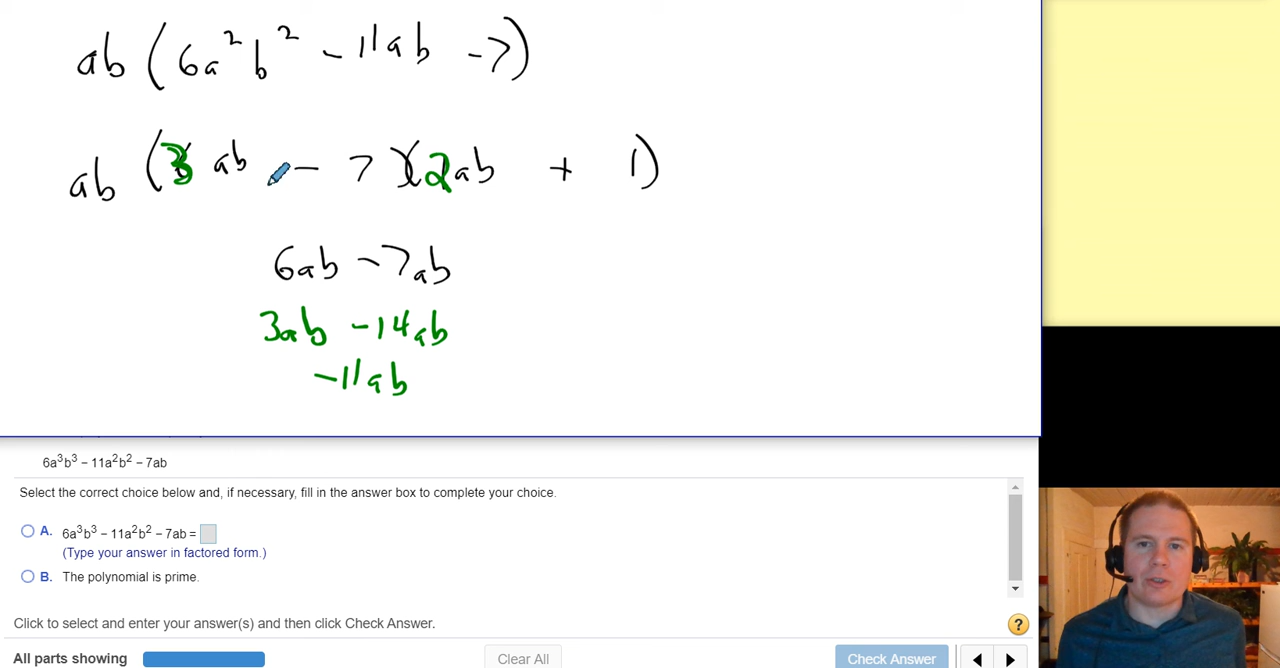 ab (6a²b² - 11ab - 7)
ab (3ab - 7)(2ab + 1)
6ab - 7ab
3ab - 14ab
-11ab
6a³b³ − 11a²b² − 7ab
Select the correct choice below and, if necessary, fill in the answer box to complete your choice.
A. 6a³b³ − 11a²b² − 7ab =
(Type your answer in factored form.)
B. The polynomial is prime.
Click to select and enter your answer(s) and then click Check Answer.
?
All parts showing
Clear All
Check Answer